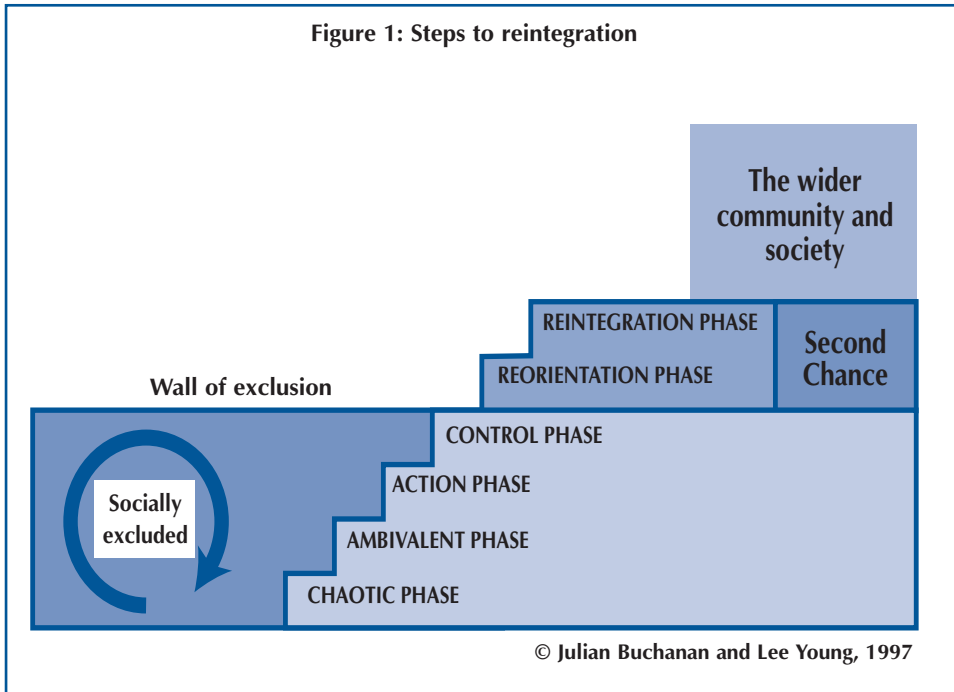 Figure 1: Steps to reintegration
The wider
community and
society
REINTEGRATION PHASE
REORIENTATION PHASE
Second
Chance
Wall of exclusion
CONTROL PHASE
ACTION PHASE
Socially
excluded
AMBIVALENT PHASE
CHAOTIC PHASE
© Julian Buchanan and Lee Young, 1997